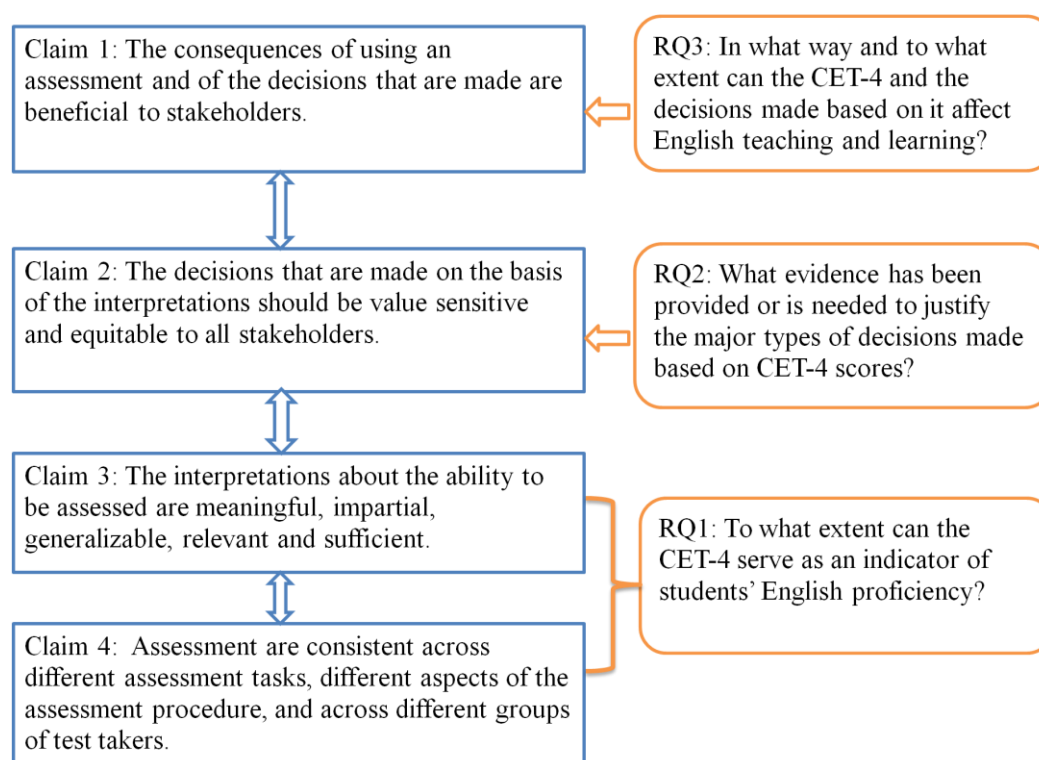 Claim 1: The consequences of using an
assessment and of the decisions that are made are
beneficial to stakeholders.
RQ3: In what way and to what
extent can the CET-4 and the
decisions made based on it affect
English teaching and learning?
Claim 2: The decisions that are made on the basis
of the interpretations should be value sensitive
and equitable to all stakeholders.
RQ2: What evidence has been
provided or is needed to justify
the major types of decisions made
based on CET-4 scores?
Claim 3: The interpretations about the ability to
be assessed are meaningful, impartial,
generalizable, relevant and sufficient.
RQ1: To what extent can the
CET-4 serve as an indicator of
students' English proficiency?
Claim 4: Assessment are consistent across
different assessment tasks, different aspects of the
assessment procedure, and across different groups
of test takers.